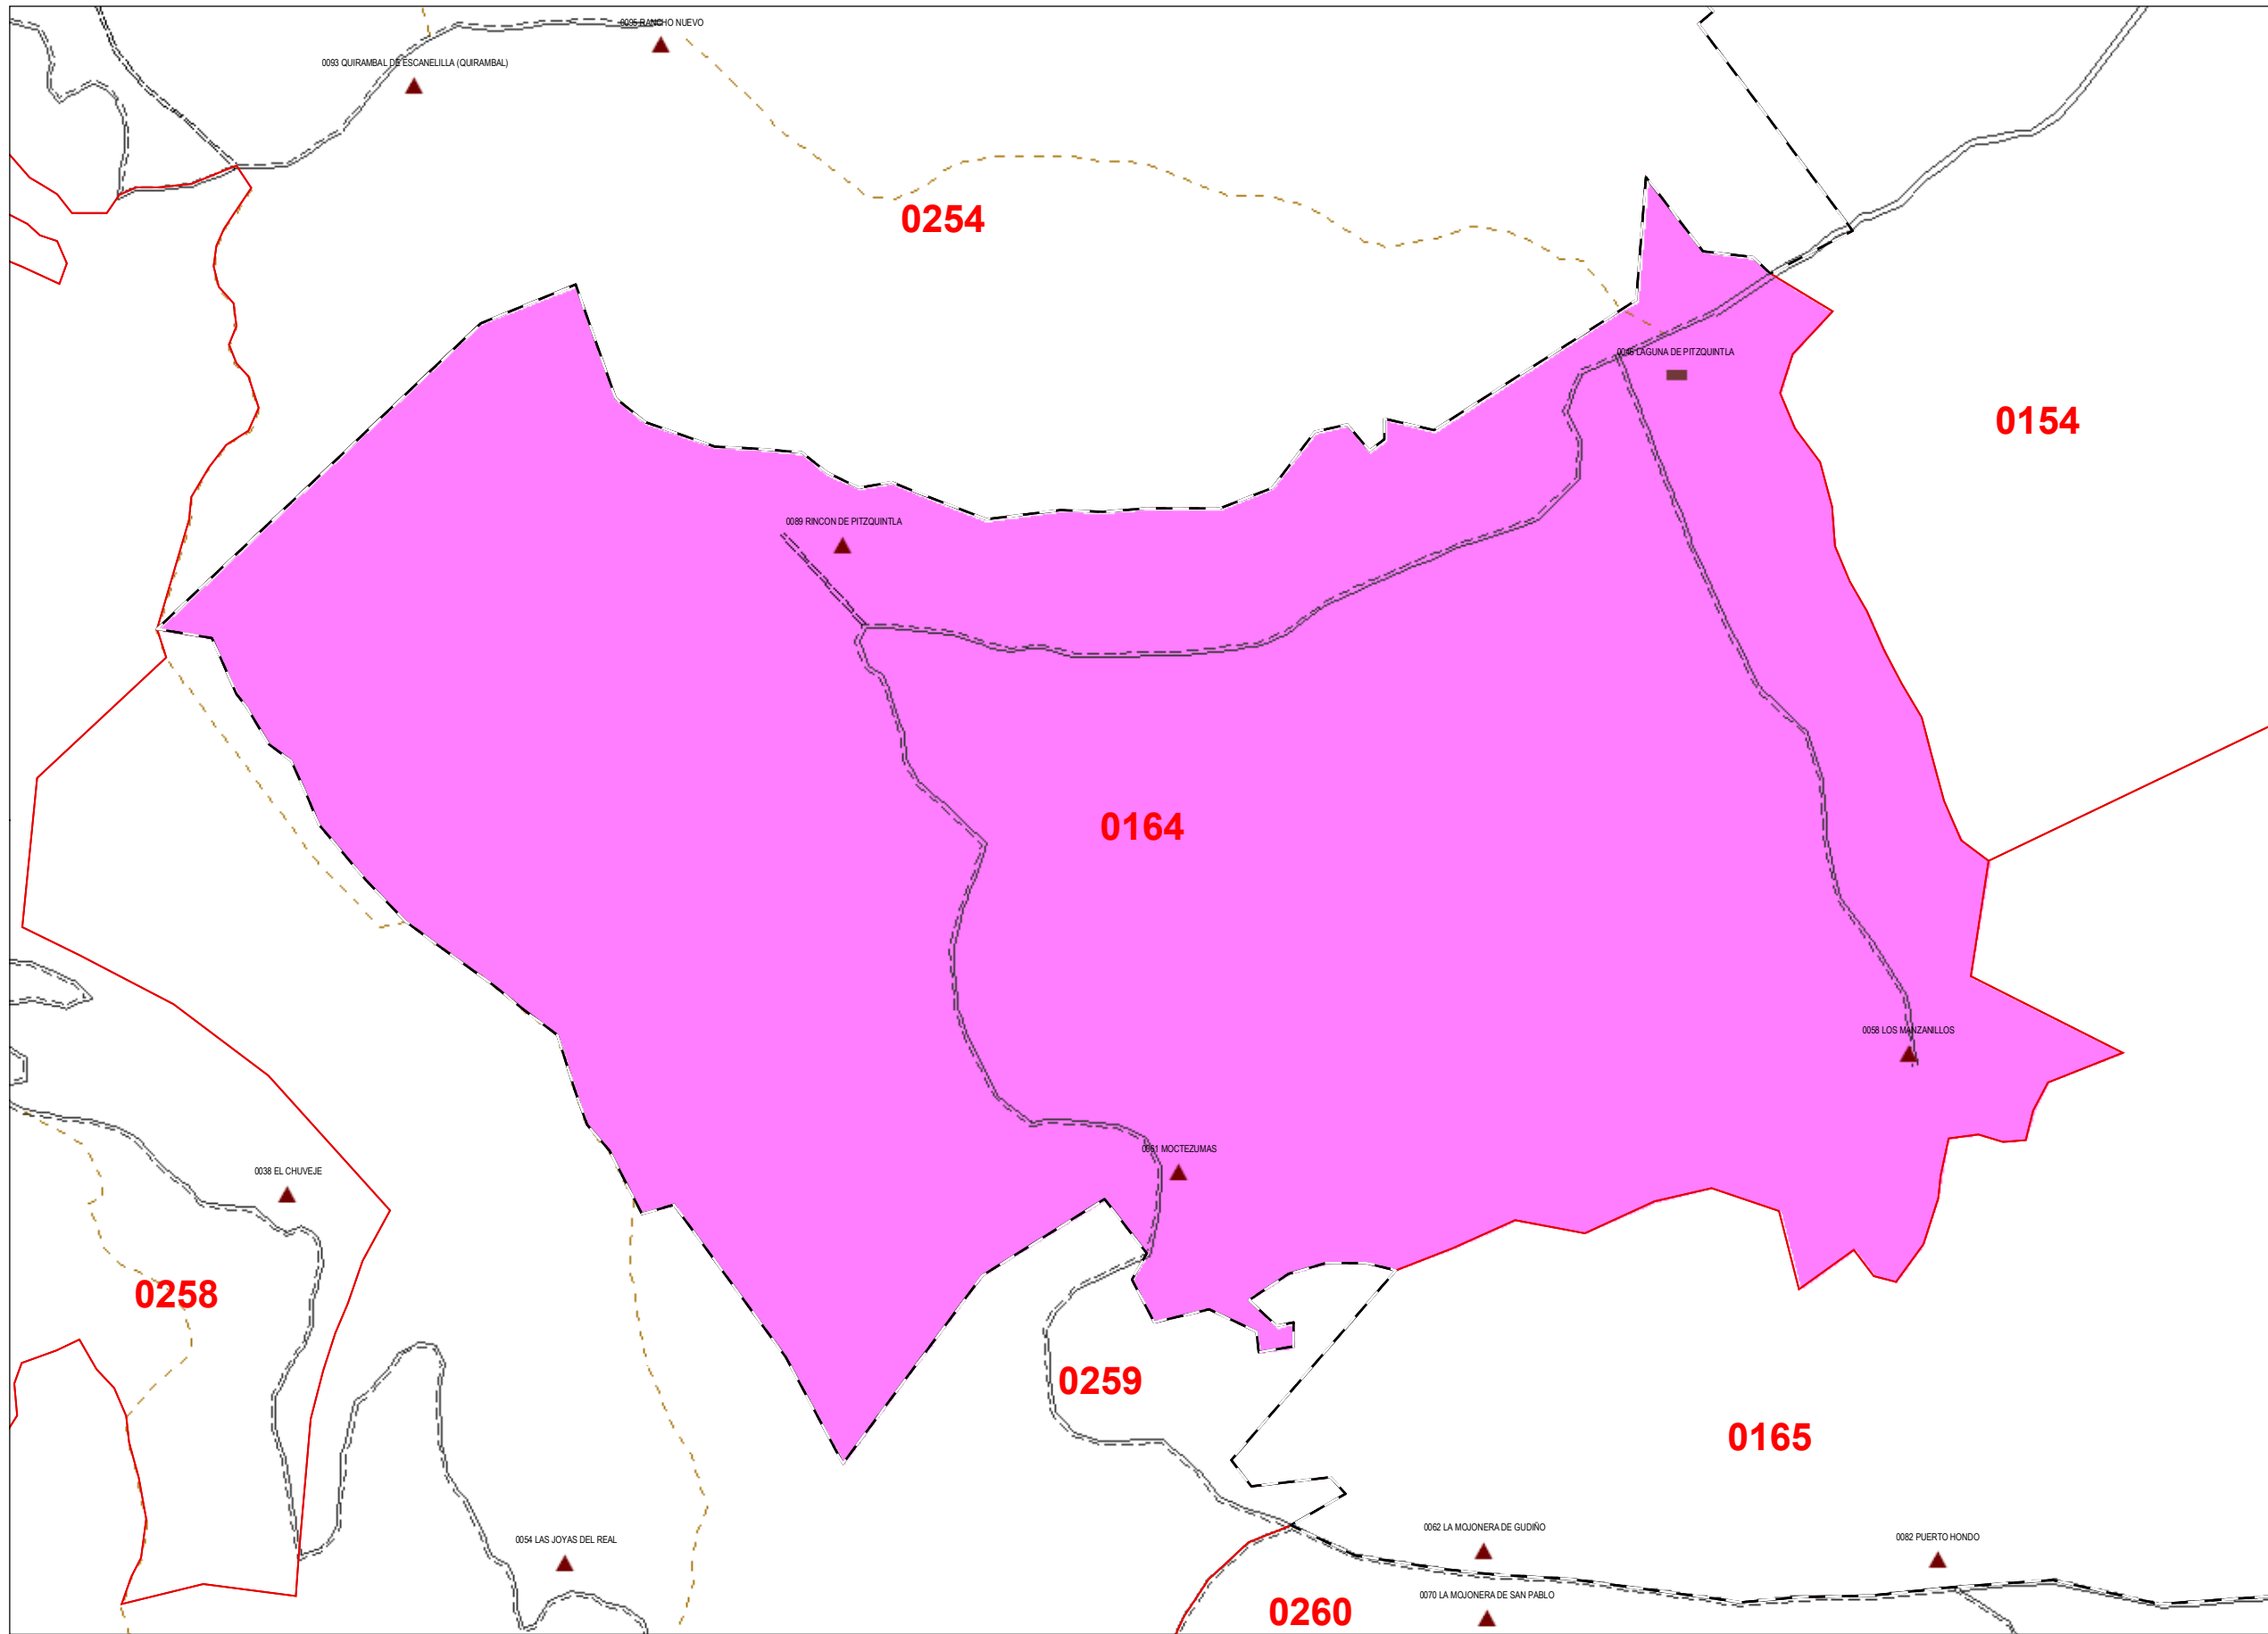 0095 RANCHO NUEVO
0093 QUIRAMBAL DE ESCANELILLA (QUIRAMBAL)
0254
0046 LAGUNA DE PITZQUINTLA
0154
0089 RINCON DE PITZQUINTLA
0164
0058 LOS MANZANILLOS
0061 MOCTEZUMAS
0038 EL CHUVEJE
0258
0259
0165
0062 LA MOJONERA DE GUDIÑO
0082 PUERTO HONDO
0054 LAS JOYAS DEL REAL
0070 LA MOJONERA DE SAN PABLO
0260